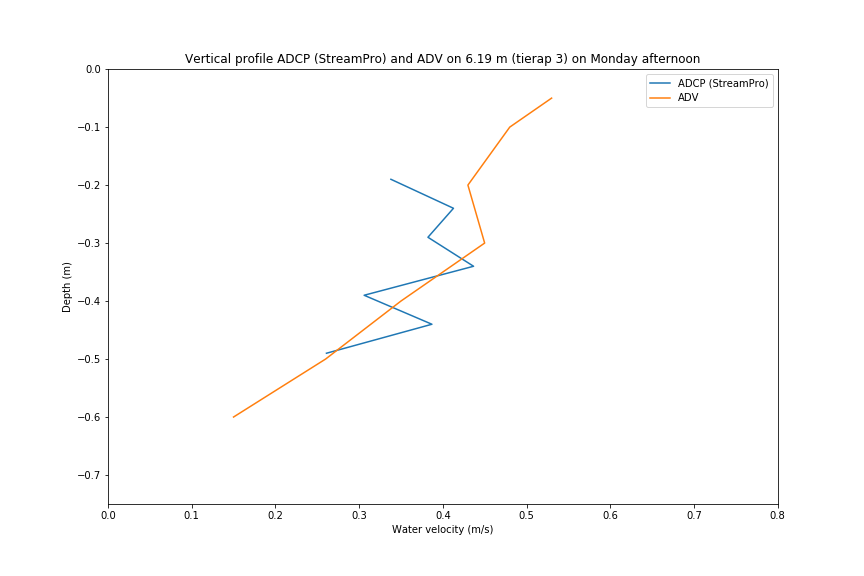 Vertical profile ADCP (StreamPro) and ADV on 6.19 m (tierap 3) on Monday afternoon
ADCP (StreamPro)
ADV
0.0
−0.1
−0.2
−0.3
−0.4
−0.5
−0.6
−0.7
Depth (m)
0.0 0.1 0.2 0.3 0.4 0.5 0.6 0.7 0.8
Water velocity (m/s)